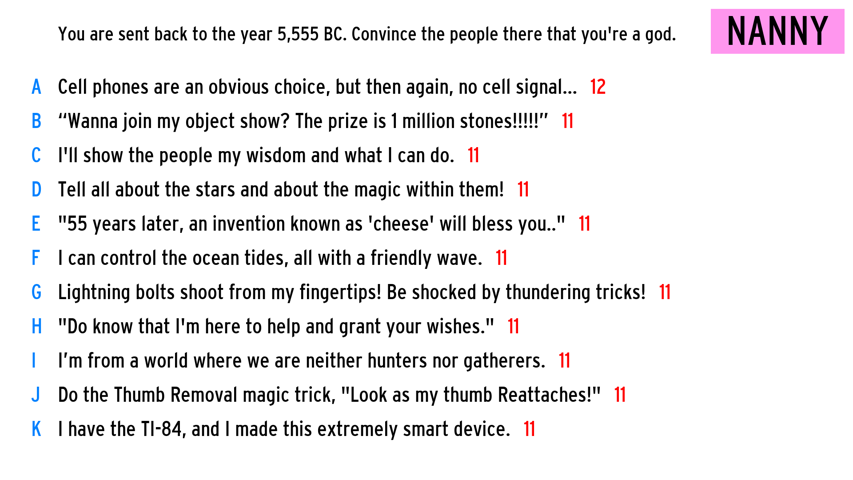 You are sent back to the year 5,555 BC. Convince the people there that you're a god.
NANNY
A Cell phones are an obvious choice, but then again, no cell signal... 12
B “Wanna join my object show? The prize is 1 million stones!!!!!” 11
C I'll show the people my wisdom and what I can do. 11
D Tell all about the stars and about the magic within them! 11
E "55 years later, an invention known as 'cheese' will bless you.." 11
F I can control the ocean tides, all with a friendly wave. 11
G Lightning bolts shoot from my fingertips! Be shocked by thundering tricks! 11
H "Do know that I'm here to help and grant your wishes." 11
I I’m from a world where we are neither hunters nor gatherers. 11
J Do the Thumb Removal magic trick, "Look as my thumb Reattaches!" 11
K I have the TI-84, and I made this extremely smart device. 11